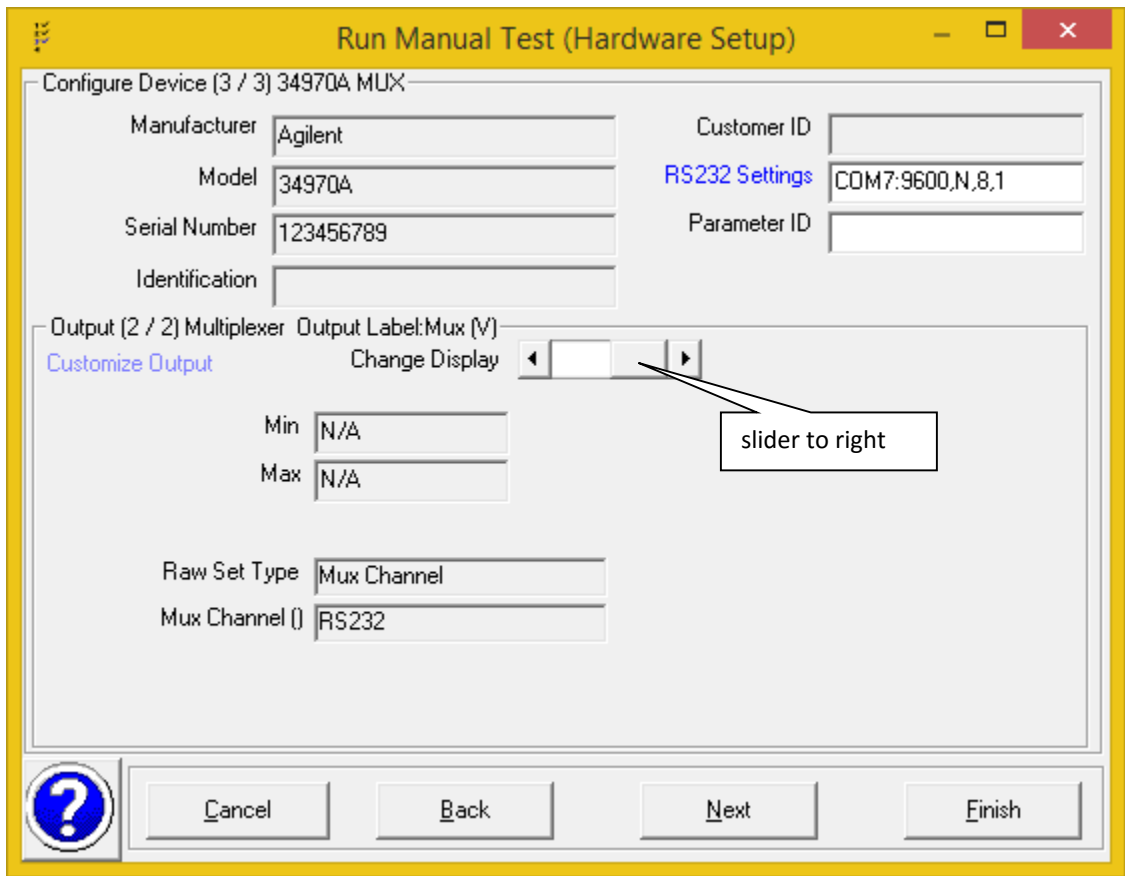 Run Manual Test (Hardware Setup)
Configure Device (3 / 3) 34970A MUX
Manufacturer Agilent
Customer ID
Model 34970A
RS232 Settings COM7:9600,N,8,1
Serial Number 123456789
Parameter ID
Identification
Output (2 / 2) Multiplexer Output Label:Mux (V)
Customize Output
Change Display
slider to right
Min N/A
Max N/A
Raw Set Type Mux Channel
Mux Channel () RS232
?
Cancel
Back
Next
Finish